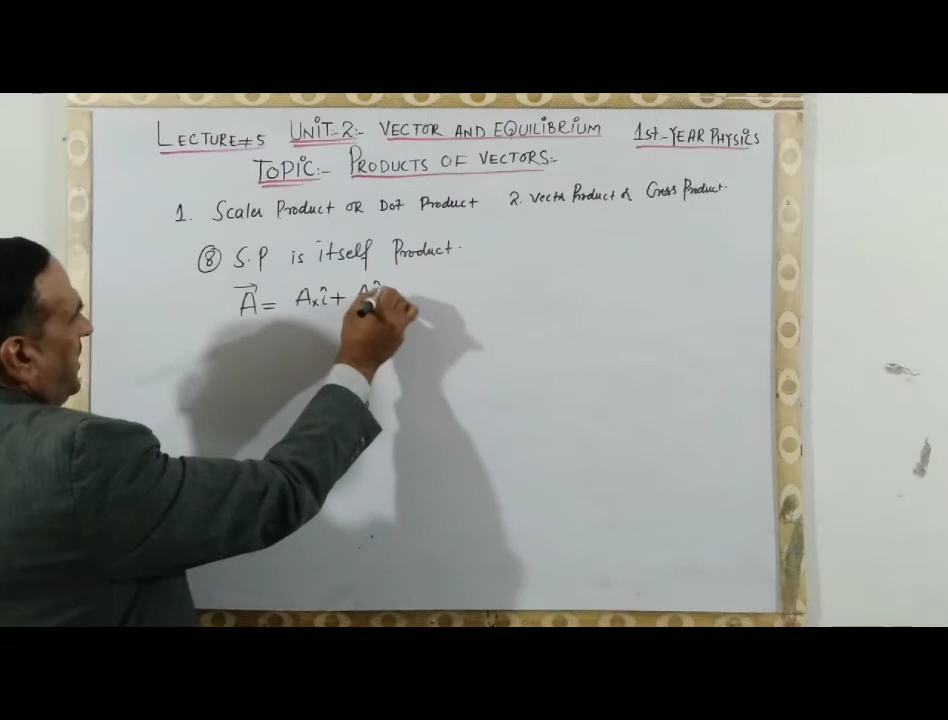 LECTURE#5 UNIT-2:- VECTOR AND EQUILIBRIUM 1st-YEAR PHYSICS
TOPIC:- PRODUCTS OF VECTORS:-
1. Scaler Product OR Dot Product 2. Vector Product or Cross Product.
⑧ S.P is itself Product.
A⃗ = Aₓî + A